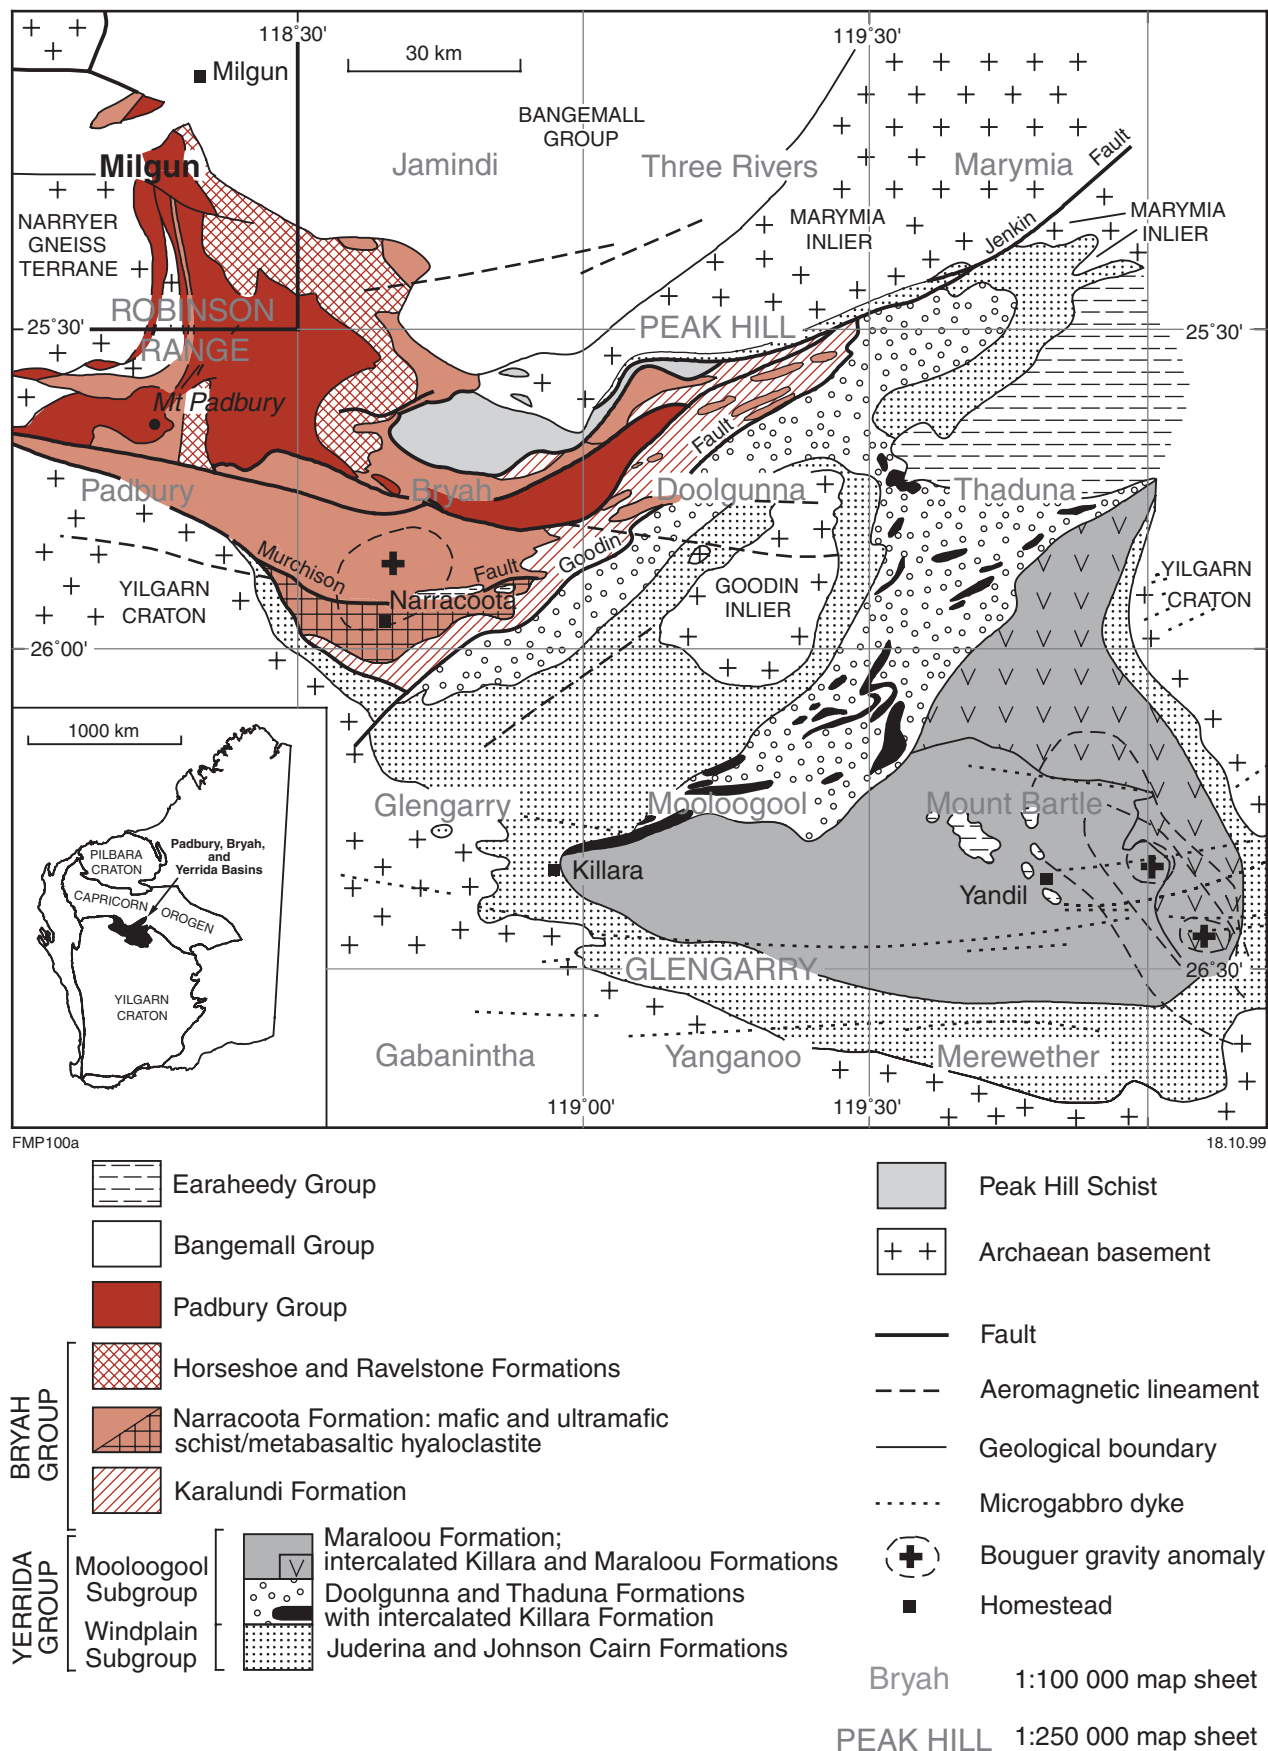 118°30'
119°30'
30 km
Milgun
BANGEMALL
GROUP
Jamindi
Three Rivers
Marymia
Fault
Milgun
NARRYER
GNEISS
TERRANE
MARYMIA
INLIER
Jenkin
MARYMIA
INLIER
ROBINSON
RANGE
25°30'
PEAK HILL
25°30'
Mt Padbury
Fault
Padbury
Bryah
Doolgunna
Thaduna
Murchison
Fault
Goodin
YILGARN
CRATON
Narracoota
GOODIN
INLIER
YILGARN
CRATON
26°00'
1000 km
Glengarry
Mooloogool
Mount Bartle
PILBARA
CRATON
Padbury, Bryah,
and
Yerrida Basins
CAPRICORN
OROGEN
Killara
Yandil
YILGARN
CRATON
GLENGARRY
26°30'
Gabanintha
Yanganoo
Merewether
119°00'
119°30'
FMP100a
18.10.99
Earaheedy Group
Bangemall Group
Padbury Group
BRYAH
GROUP
Horseshoe and Ravelstone Formations
Narracoota Formation: mafic and ultramafic
schist/metabasaltic hyaloclastite
Karalundi Formation
YERRIDA
GROUP
Mooloogool
Subgroup
Maraloou Formation;
intercalated Killara and Maraloou Formations
Doolgunna and Thaduna Formations
with intercalated Killara Formation
Windplain
Subgroup
Juderina and Johnson Cairn Formations
Peak Hill Schist
Archaean basement
Fault
Aeromagnetic lineament
Geological boundary
Microgabbro dyke
Bouguer gravity anomaly
Homestead
Bryah
1:100 000 map sheet
PEAK HILL
1:250 000 map sheet